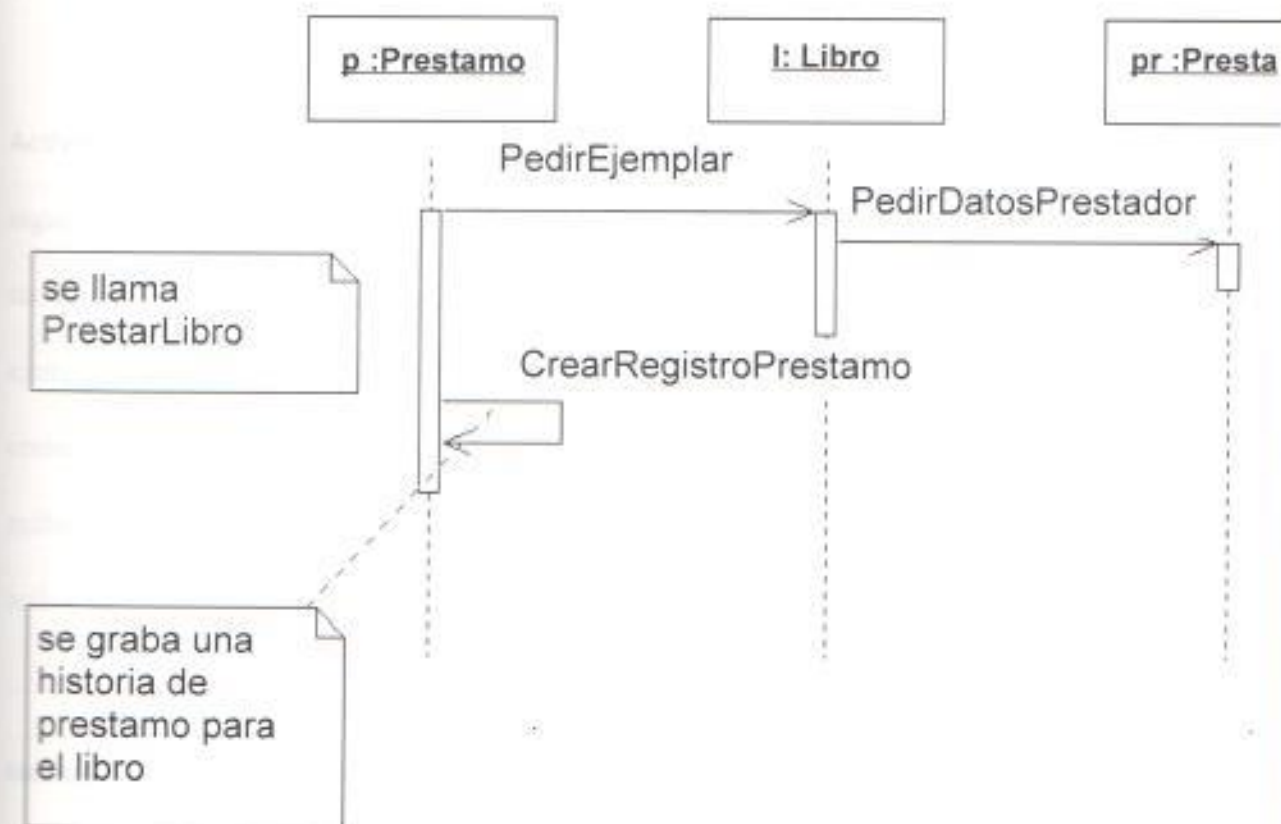 p :Prestamo
l: Libro
pr :Presta
PedirEjemplar
PedirDatosPrestador
se llama
PrestarLibro
CrearRegistroPrestamo
se graba una
historia de
prestamo para
el libro